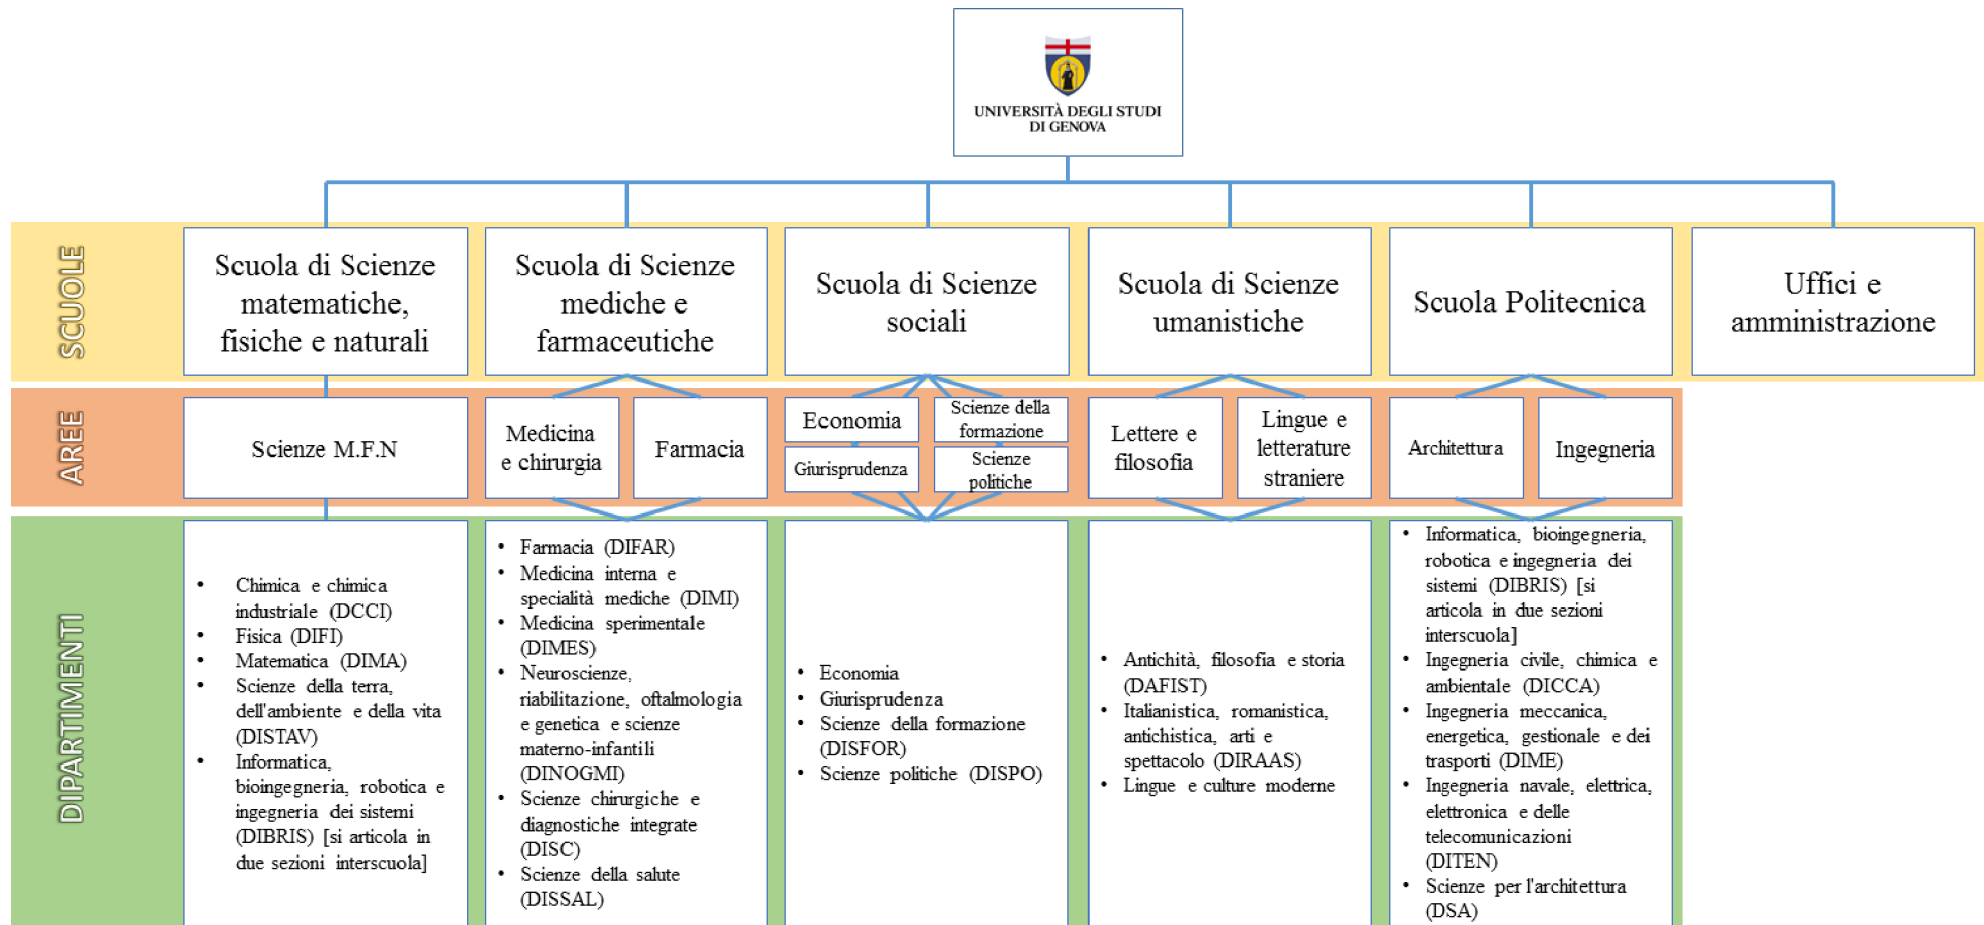 UNIVERSITÀ DEGLI STUDI
DI GENOVA
SCUOLE
Scuola di Scienze
matematiche,
fisiche e naturali
Scuola di Scienze
mediche e
farmaceutiche
Scuola di Scienze
sociali
Scuola di Scienze
umanistiche
Scuola Politecnica
Uffici e
amministrazione
AREE
Scienze M.F.N
Medicina
e chirurgia
Farmacia
Economia
Scienze della
formazione
Giurisprudenza
Scienze
politiche
Lettere e
filosofia
Lingue e
letterature
straniere
Architettura
Ingegneria
DIPARTIMENTI
• Chimica e chimica
industriale (DCCI)
• Fisica (DIFI)
• Matematica (DIMA)
• Scienze della terra,
dell'ambiente e della vita
(DISTAV)
• Informatica,
bioingegneria, robotica e
ingegneria dei sistemi
(DIBRIS) [si articola in
due sezioni interscuola]
• Farmacia (DIFAR)
• Medicina interna e
specialità mediche (DIMI)
• Medicina sperimentale
(DIMES)
• Neuroscienze,
riabilitazione, oftalmologia
e genetica e scienze
materno-infantili
(DINOGMI)
• Scienze chirurgiche e
diagnostiche integrate
(DISC)
• Scienze della salute
(DISSAL)
• Economia
• Giurisprudenza
• Scienze della formazione
(DISFOR)
• Scienze politiche (DISPO)
• Antichità, filosofia e storia
(DAFIST)
• Italianistica, romanistica,
antichistica, arti e
spettacolo (DIRAAS)
• Lingue e culture moderne
• Informatica, bioingegneria,
robotica e ingegneria dei
sistemi (DIBRIS) [si
articola in due sezioni
interscuola]
• Ingegneria civile, chimica e
ambientale (DICCA)
• Ingegneria meccanica,
energetica, gestionale e dei
trasporti (DIME)
• Ingegneria navale, elettrica,
elettronica e delle
telecomunicazioni
(DITEN)
• Scienze per l'architettura
(DSA)